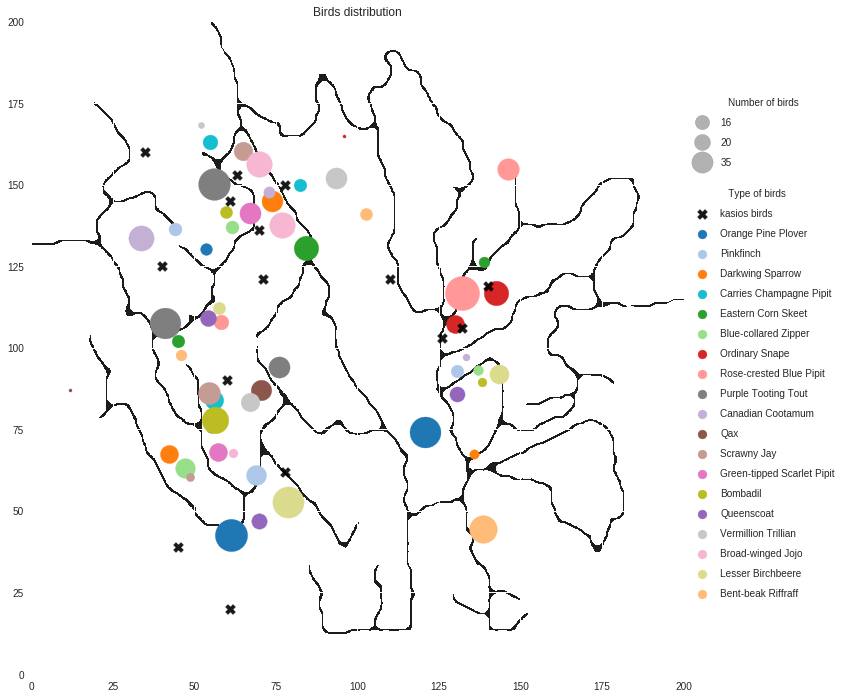 Birds distribution
200
175
150
125
100
75
50
25
0
0
25
50
75
100
125
150
175
200
Number of birds
16
20
35
Type of birds
kasios birds
Orange Pine Plover
Pinkfinch
Darkwing Sparrow
Carries Champagne Pipit
Eastern Corn Skeet
Blue-collared Zipper
Ordinary Snape
Rose-crested Blue Pipit
Purple Tooting Tout
Canadian Cootamum
Qax
Scrawny Jay
Green-tipped Scarlet Pipit
Bombadil
Queenscoat
Vermillion Trillian
Broad-winged Jojo
Lesser Birchbeere
Bent-beak Riffraff